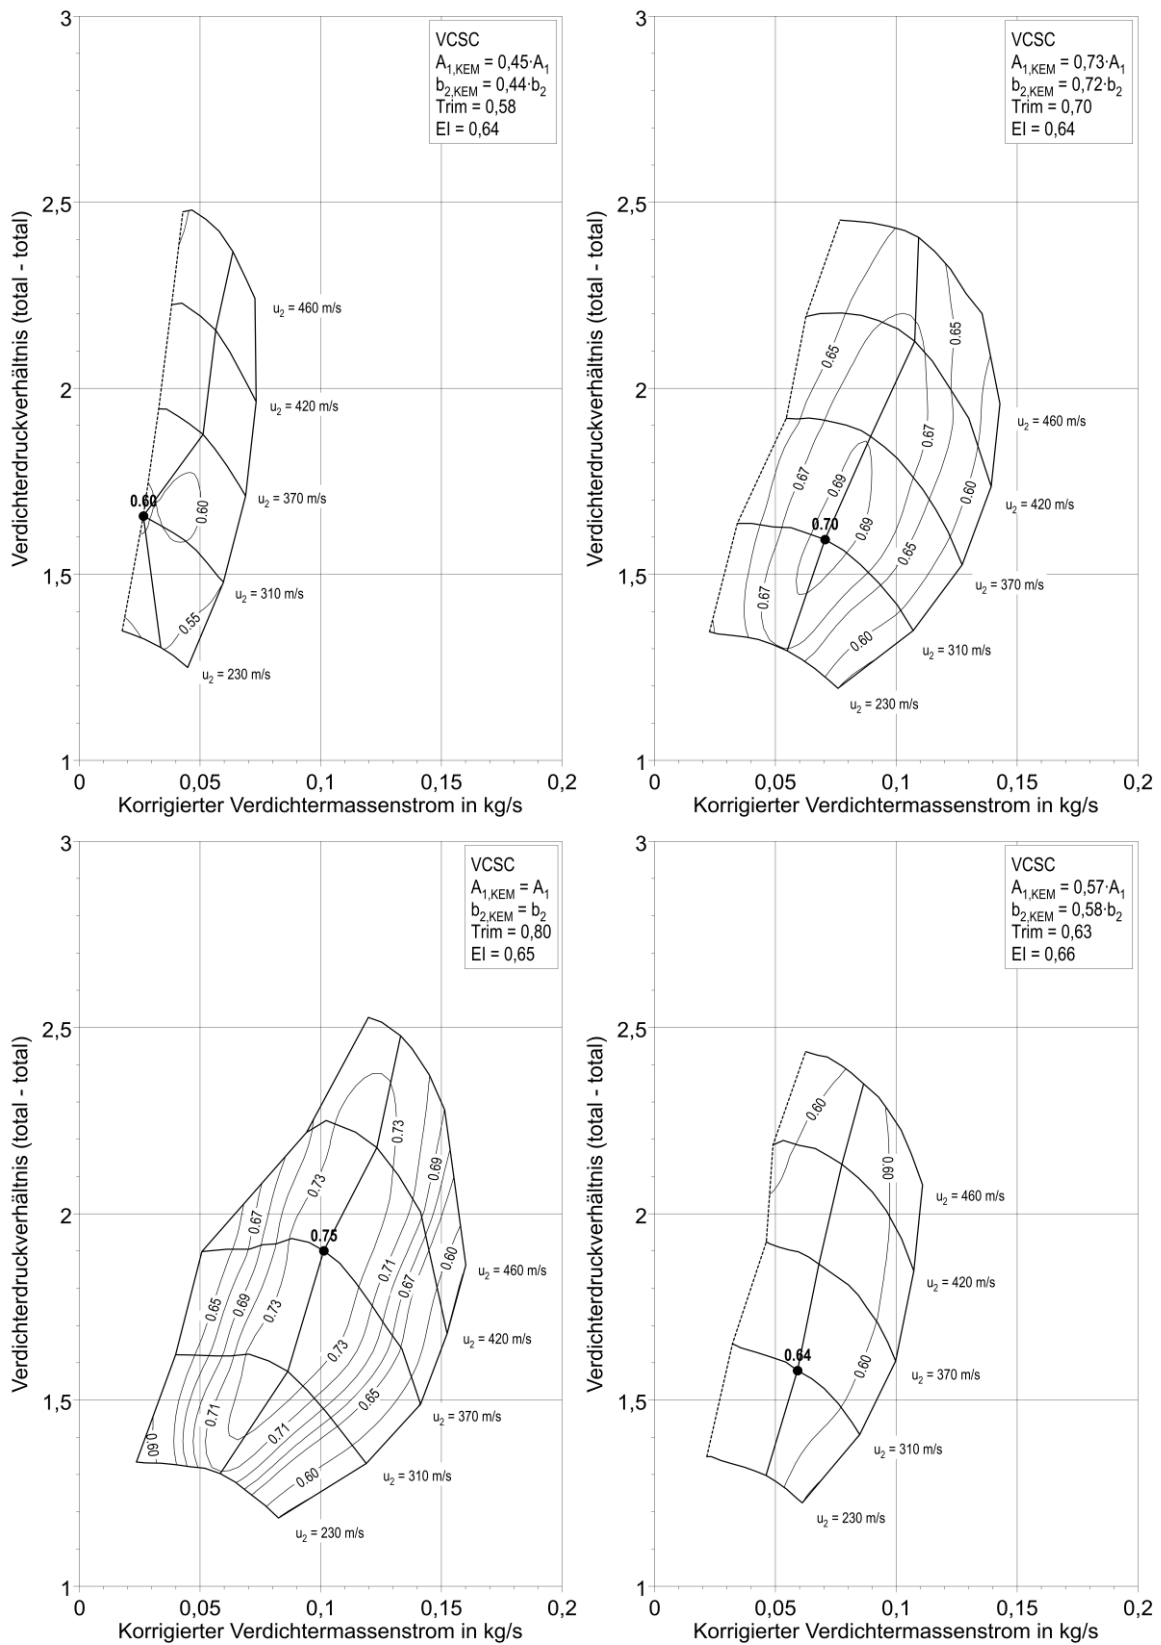 3
VCSC
A1,KEM = 0,45·A1
b2,KEM = 0,44·b2
Trim = 0,58
EI = 0,64
2,5
u2 = 460 m/s
2
u2 = 420 m/s
0.60
0.60
u2 = 370 m/s
1,5
u2 = 310 m/s
0.55
u2 = 230 m/s
1
0
0,05
0,1
0,15
0,2
Verdichterdruckverhältnis (total - total)
Korrigierter Verdichtermassenstrom in kg/s
3
VCSC
A1,KEM = 0,73·A1
b2,KEM = 0,72·b2
Trim = 0,70
EI = 0,64
2,5
0.65
0.65
2
u2 = 460 m/s
0.67
0.67
0.69
0.60
u2 = 420 m/s
0.70
0.69
0.65
1,5
u2 = 370 m/s
0.67
0.60
u2 = 310 m/s
u2 = 230 m/s
1
0
0,05
0,1
0,15
0,2
Verdichterdruckverhältnis (total - total)
Korrigierter Verdichtermassenstrom in kg/s
3
VCSC
A1,KEM = A1
b2,KEM = b2
Trim = 0,80
EI = 0,65
2,5
0.73
0.69
0.73
2
0.67
0.75
0.60
0.71
u2 = 460 m/s
0.67
0.65
0.69
0.73
u2 = 420 m/s
0.73
1,5
0.65
u2 = 370 m/s
0.71
0.71
0.60
0.60
u2 = 310 m/s
u2 = 230 m/s
1
0
0,05
0,1
0,15
0,2
Verdichterdruckverhältnis (total - total)
Korrigierter Verdichtermassenstrom in kg/s
3
VCSC
A1,KEM = 0,57·A1
b2,KEM = 0,58·b2
Trim = 0,63
EI = 0,66
2,5
0.60
0.60
u2 = 460 m/s
2
u2 = 420 m/s
0.64
0.60
u2 = 370 m/s
1,5
u2 = 310 m/s
u2 = 230 m/s
1
0
0,05
0,1
0,15
0,2
Verdichterdruckverhältnis (total - total)
Korrigierter Verdichtermassenstrom in kg/s